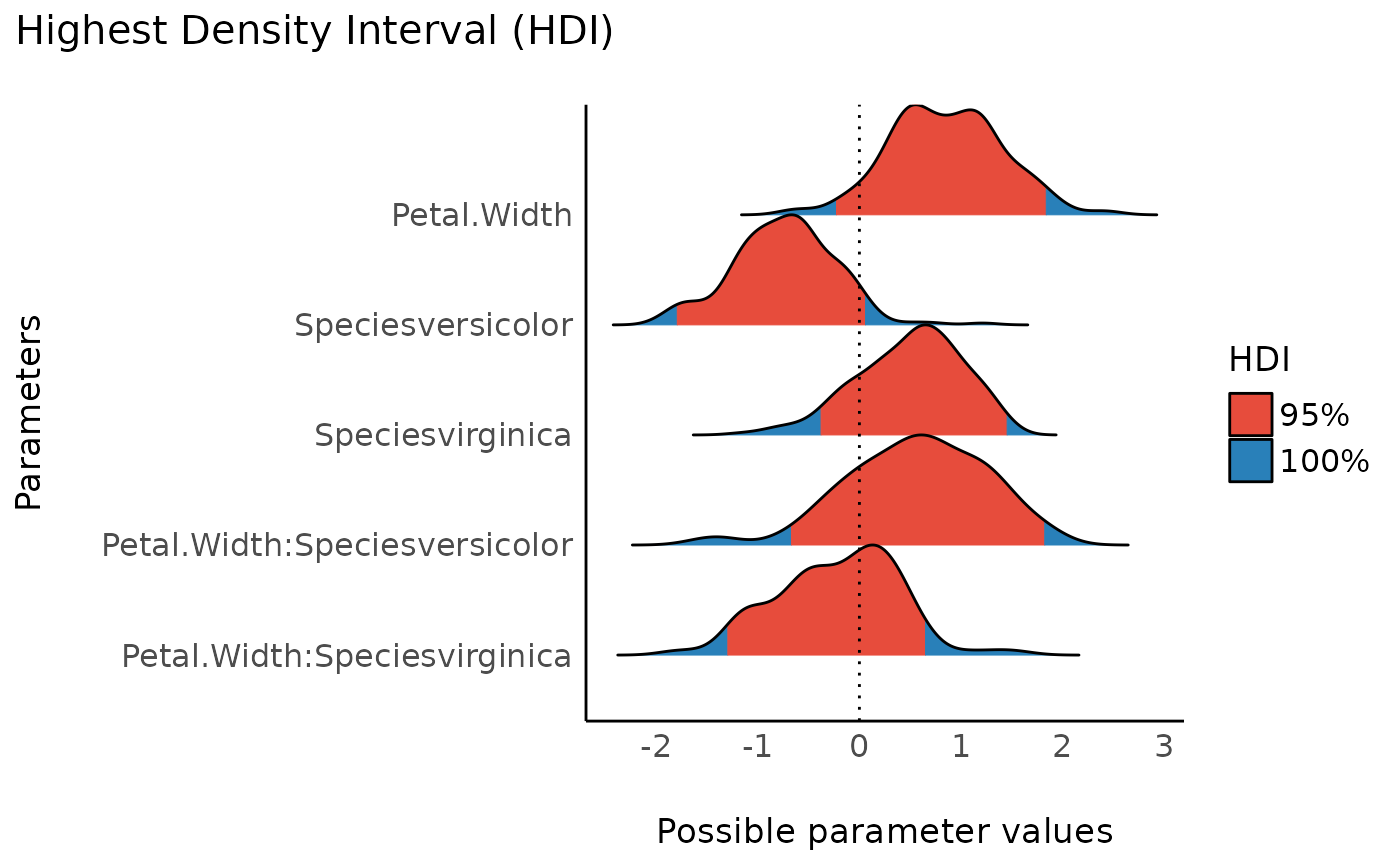 Highest Density Interval (HDI)
Parameters
Petal.Width
Speciesversicolor
Speciesvirginica
Petal.Width:Speciesversicolor
Petal.Width:Speciesvirginica
-2 -1 0 1 2 3
Possible parameter values
HDI
95%
100%